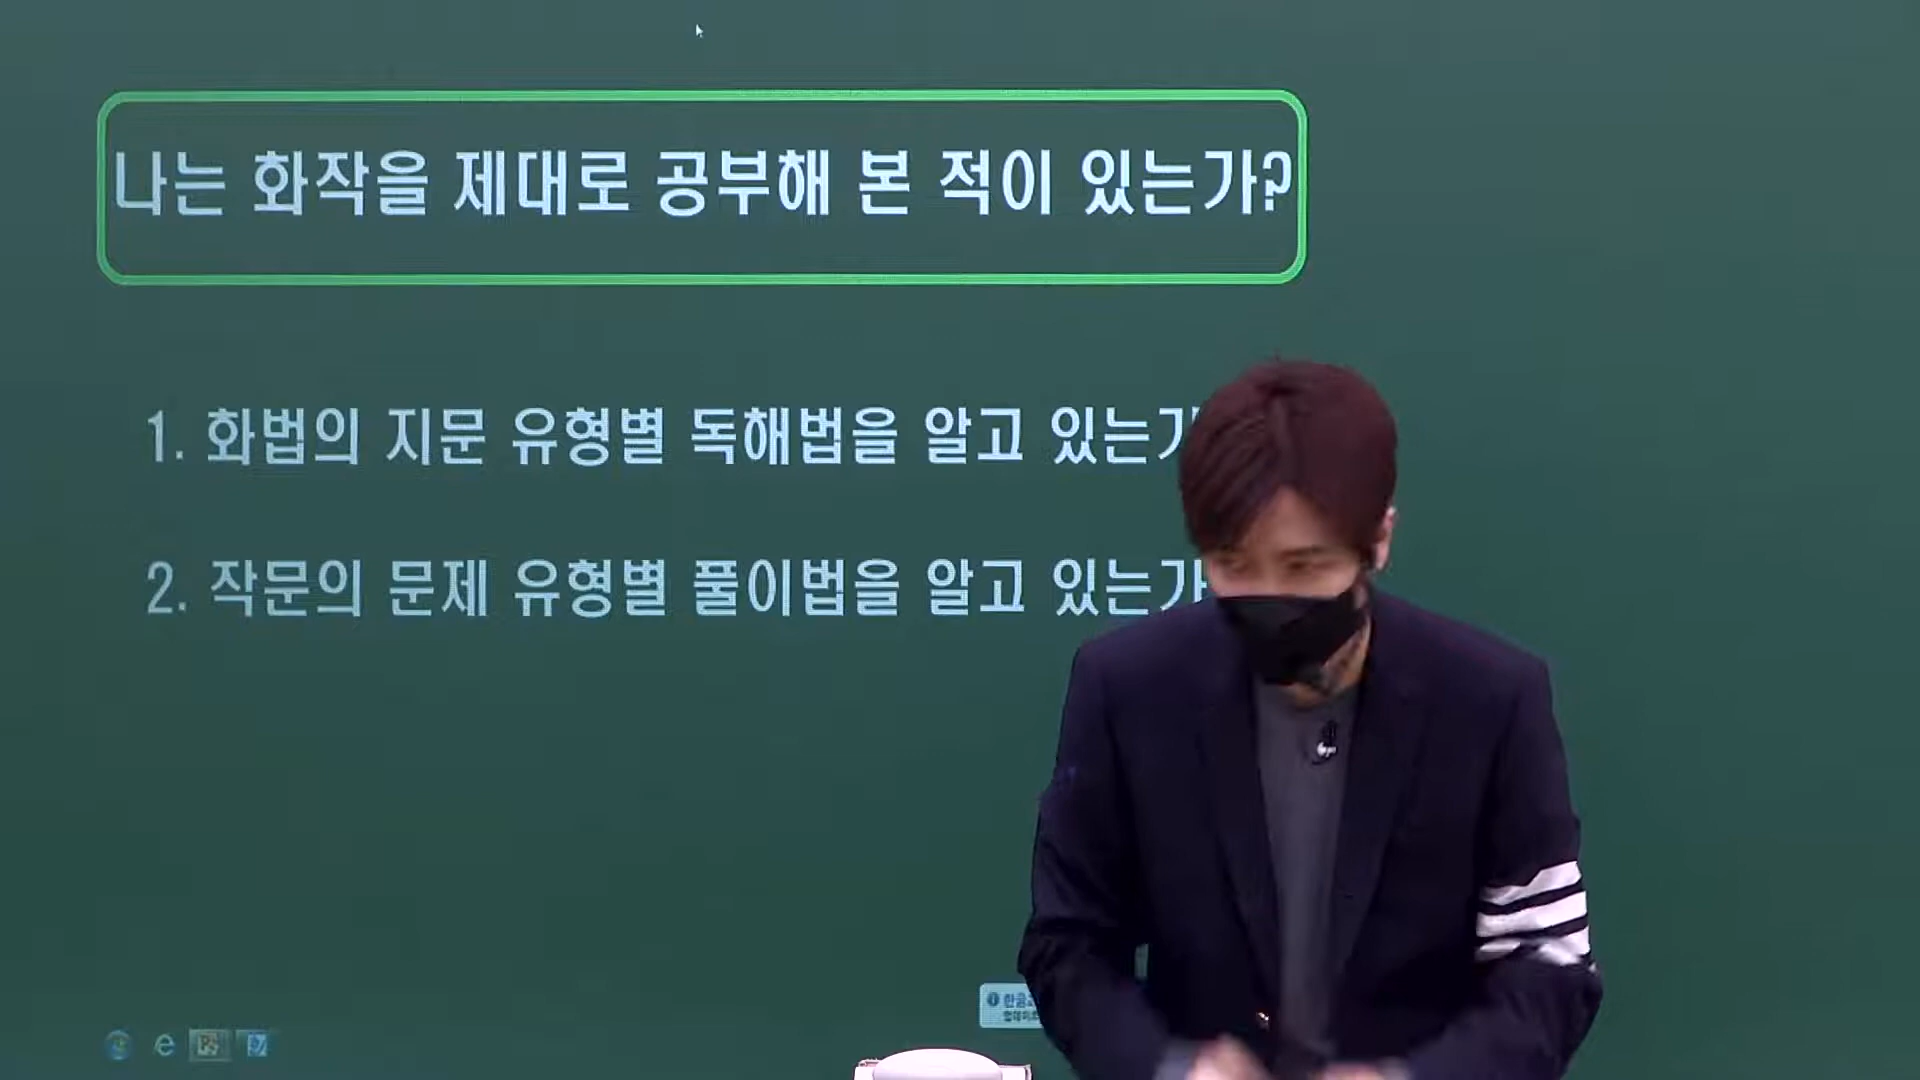 나는 화작을 제대로 공부해 본 적이 있는가?
1. 화법의 지문 유형별 독해법을 알고 있는가
2. 작문의 문제 유형별 풀이법을 알고 있는가